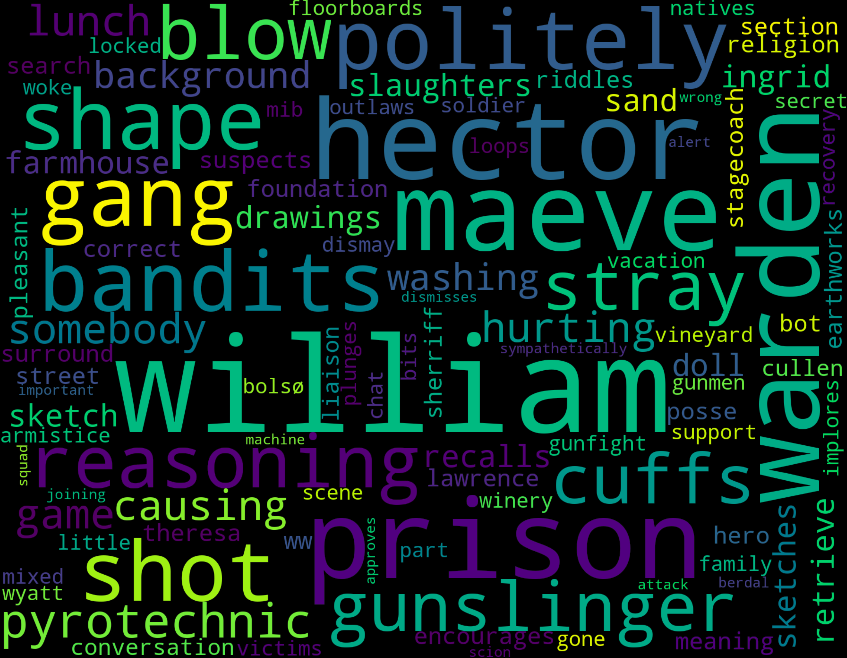 floorboards
natives
lunch
blow
politely
section
locked
religion
search
background
slaughters
riddles
ingrid
woke
shape
mib
outlaws
soldier
sand
wrong
secret
hector
stagecoach
farmhouse
suspects
loops
alert
warden
recovery
gang
foundation
maeve
drawings
pleasant
correct
dismay
bandits
washing
vacation
stray
earthworks
dismisses
somebody
hurting
vineyard
bot
surround
william
liaison
plunges
chat
bits
sherriff
sympathetically
street
bolsø
doll
cullen
important
gunmen
sketch
posse
implores
armistice
machine
gunfight
support
squad
reasoning
recalls
lawrence
cuffs
joining
causing
scene
winery
game
theresa
prison
sketches
retrieve
little
ww
approves
part
hero
shot
family
mixed
wyatt
attack
berdal
pyrotechnic
gunslinger
conversation
victims
encourages
gone
meaning
scion